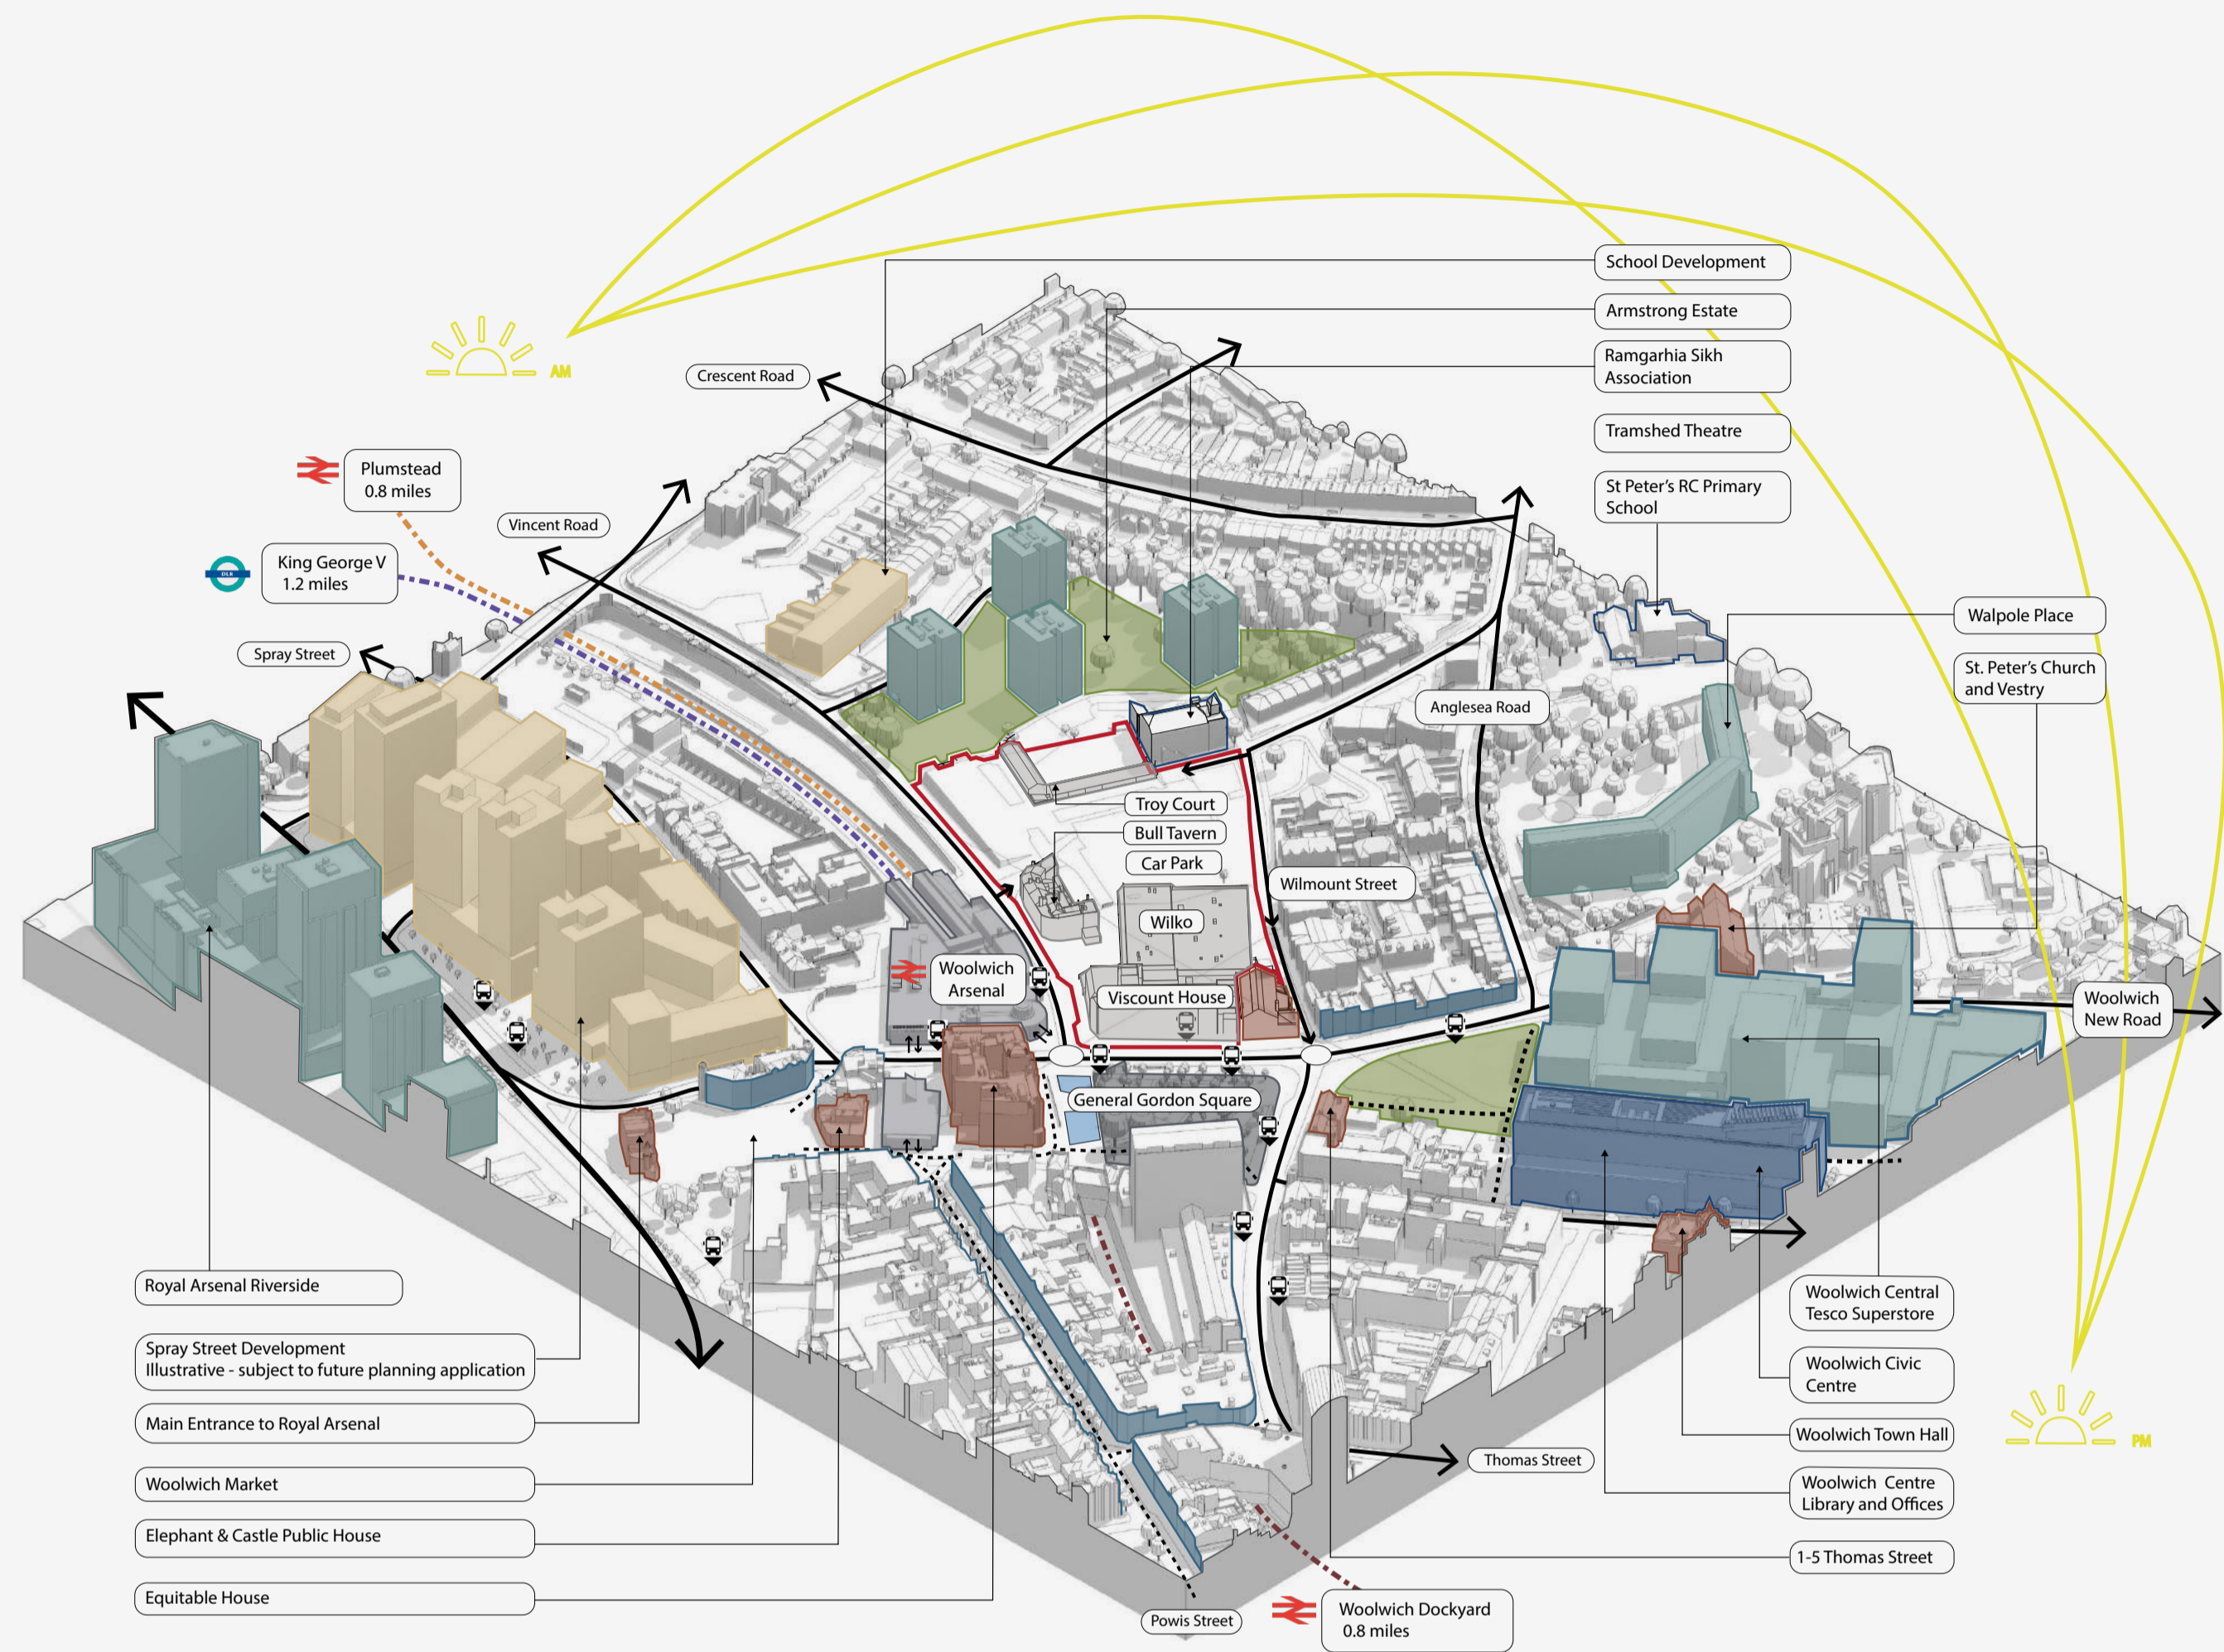 School Development
Armstrong Estate
Ramgarhia Sikh
Association
Tramshed Theatre
St Peter's RC Primary
School
AM
Crescent Road
Plumstead
0.8 miles
Vincent Road
King George V
1.2 miles
DLR
Spray Street
Walpole Place
St. Peter's Church
and Vestry
Anglesea Road
Troy Court
Bull Tavern
Car Park
Wilmount Street
Wilko
Woolwich
Arsenal
Viscount House
Woolwich
New Road
General Gordon Square
Royal Arsenal Riverside
Spray Street Development
Illustrative - subject to future planning application
Main Entrance to Royal Arsenal
Woolwich Market
Elephant & Castle Public House
Equitable House
Woolwich Central
Tesco Superstore
Woolwich Civic
Centre
Woolwich Town Hall
PM
Thomas Street
Woolwich Centre
Library and Offices
1-5 Thomas Street
Powis Street
Woolwich Dockyard
0.8 miles